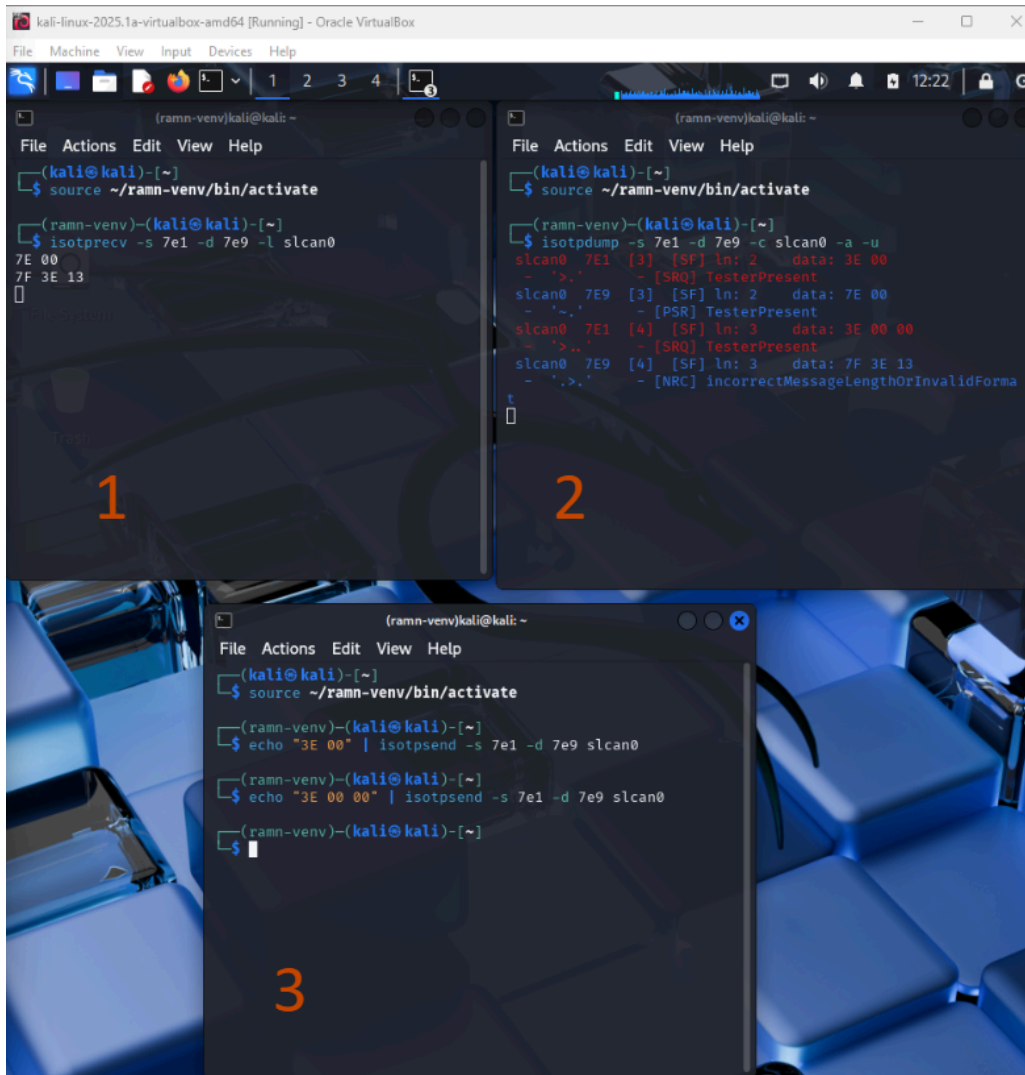 kali-linux-2025.1a-virtualbox-amd64 [Running] - Oracle VirtualBox
File Machine View Input Devices Help
1 2 3 4 3 12:22
(ramn-venv)kali@kali: ~
File Actions Edit View Help
┌──(kali㉿kali)-[~]
└─$ source ~/ramn-venv/bin/activate
┌──(ramn-venv)─(kali㉿kali)-[~]
└─$ isotprecv -s 7e1 -d 7e9 -l slcan0
7E 00
7F 3E 13
File System
Trash
1
(ramn-venv)kali@kali: ~
File Actions Edit View Help
┌──(kali㉿kali)-[~]
└─$ source ~/ramn-venv/bin/activate
┌──(ramn-venv)─(kali㉿kali)-[~]
└─$ isotpdump -s 7e1 -d 7e9 -c slcan0 -a -u
slcan0 7E1 [3] [SF] ln: 2 data: 3E 00
- '>.' - [SRQ] TesterPresent
slcan0 7E9 [3] [SF] ln: 2 data: 7E 00
- '~.' - [PSR] TesterPresent
slcan0 7E1 [4] [SF] ln: 3 data: 3E 00 00
- '>..' - [SRQ] TesterPresent
slcan0 7E9 [4] [SF] ln: 3 data: 7F 3E 13
- '.>.' - [NRC] incorrectMessageLengthOrInvalidForma
t
2
(ramn-venv)kali@kali: ~
File Actions Edit View Help
┌──(kali㉿kali)-[~]
└─$ source ~/ramn-venv/bin/activate
┌──(ramn-venv)─(kali㉿kali)-[~]
└─$ echo "3E 00" | isotpsend -s 7e1 -d 7e9 slcan0
┌──(ramn-venv)─(kali㉿kali)-[~]
└─$ echo "3E 00 00" | isotpsend -s 7e1 -d 7e9 slcan0
┌──(ramn-venv)─(kali㉿kali)-[~]
└─$
3